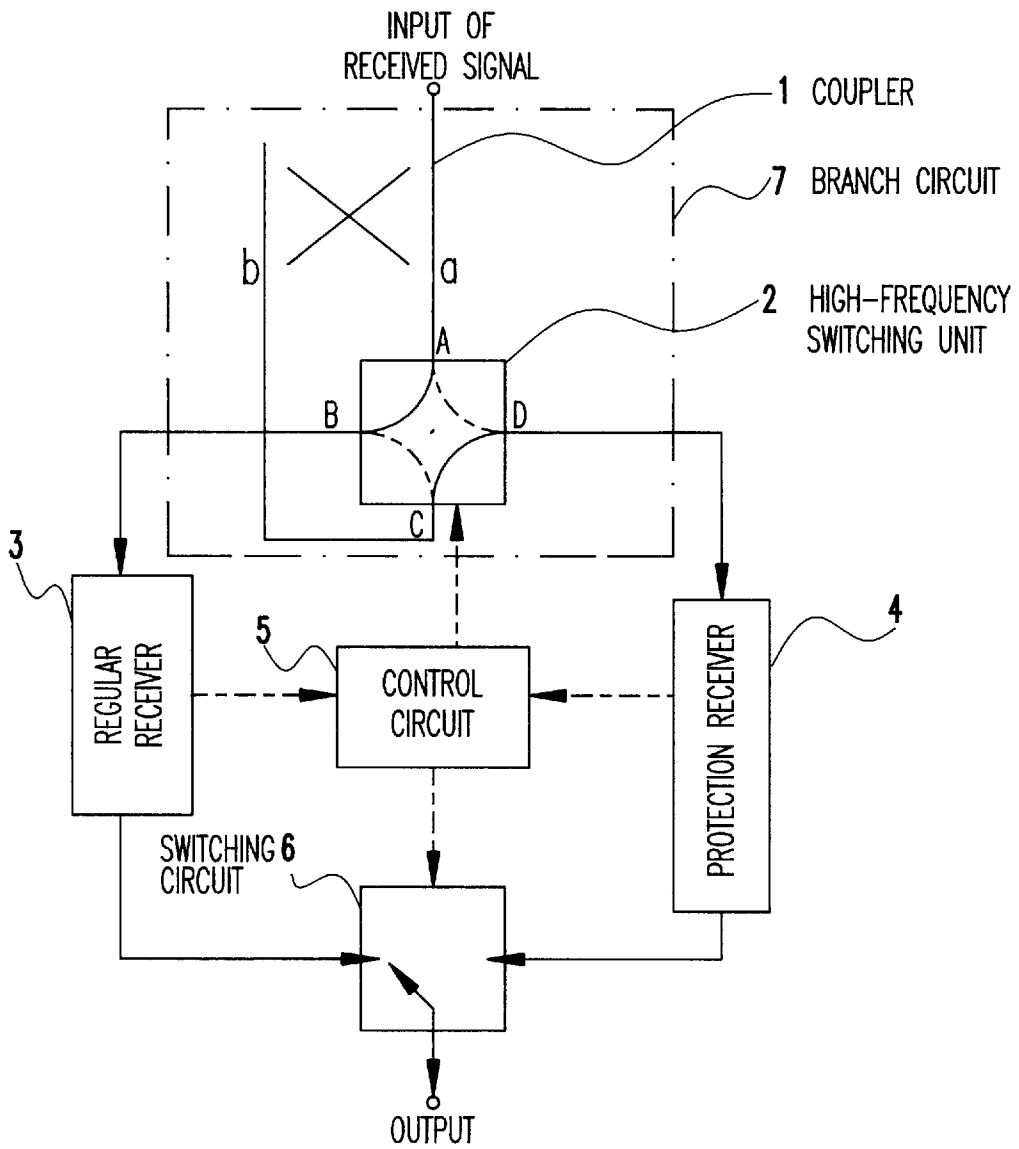 INPUT OF
RECEIVED SIGNAL
1 COUPLER
7 BRANCH CIRCUIT
b
a
2 HIGH-FREQUENCY
SWITCHING UNIT
A
B
D
C
3
REGULAR
RECEIVER
5
CONTROL
CIRCUIT
4
PROTECTION RECEIVER
SWITCHING 6
CIRCUIT
OUTPUT